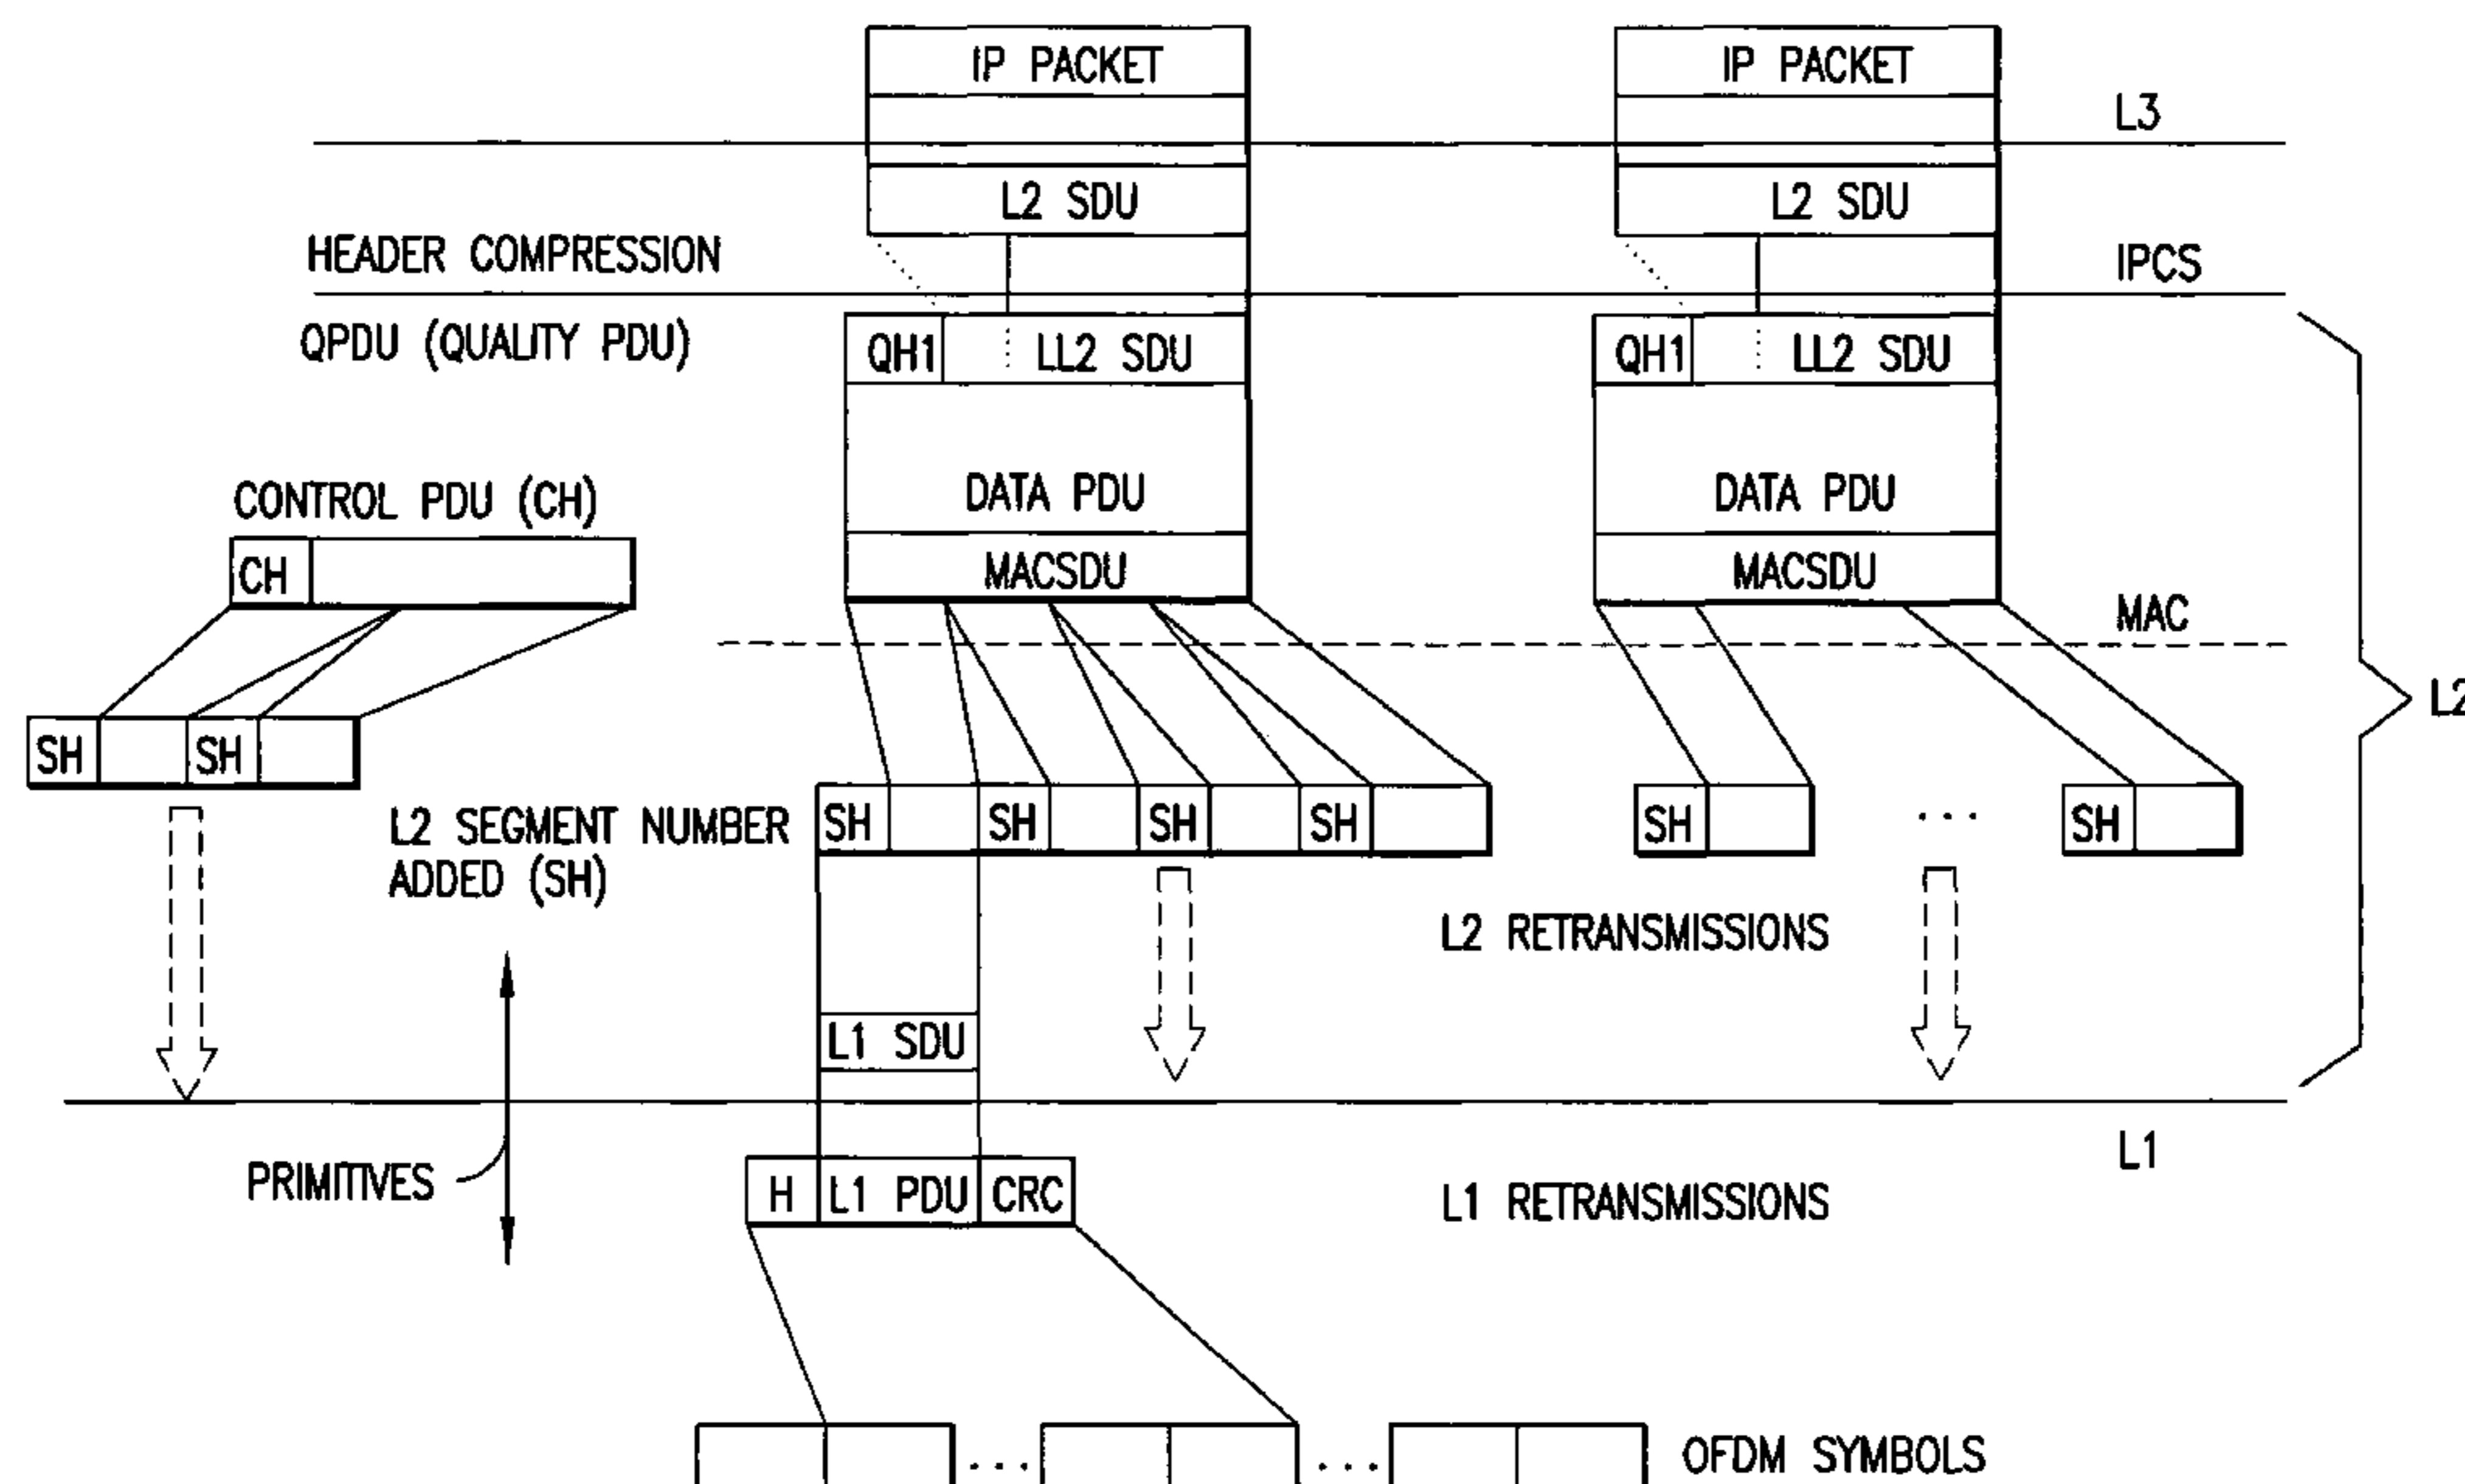 IP PACKET IP PACKET
L3
L2 SDU L2 SDU
HEADER COMPRESSION IPCS
QPDU (QUALITY PDU) QH1 LL2 SDU QH1 LL2 SDU
CONTROL PDU (CH) DATA PDU DATA PDU
CH MACSDU MACSDU
MAC
L2
SH SH
L2 SEGMENT NUMBER
ADDED (SH)
SH SH SH SH SH ... SH
L2 RETRANSMISSIONS
L1 SDU
L1
PRIMITIVES H L1 PDU CRC L1 RETRANSMISSIONS
... ... OFDM SYMBOLS